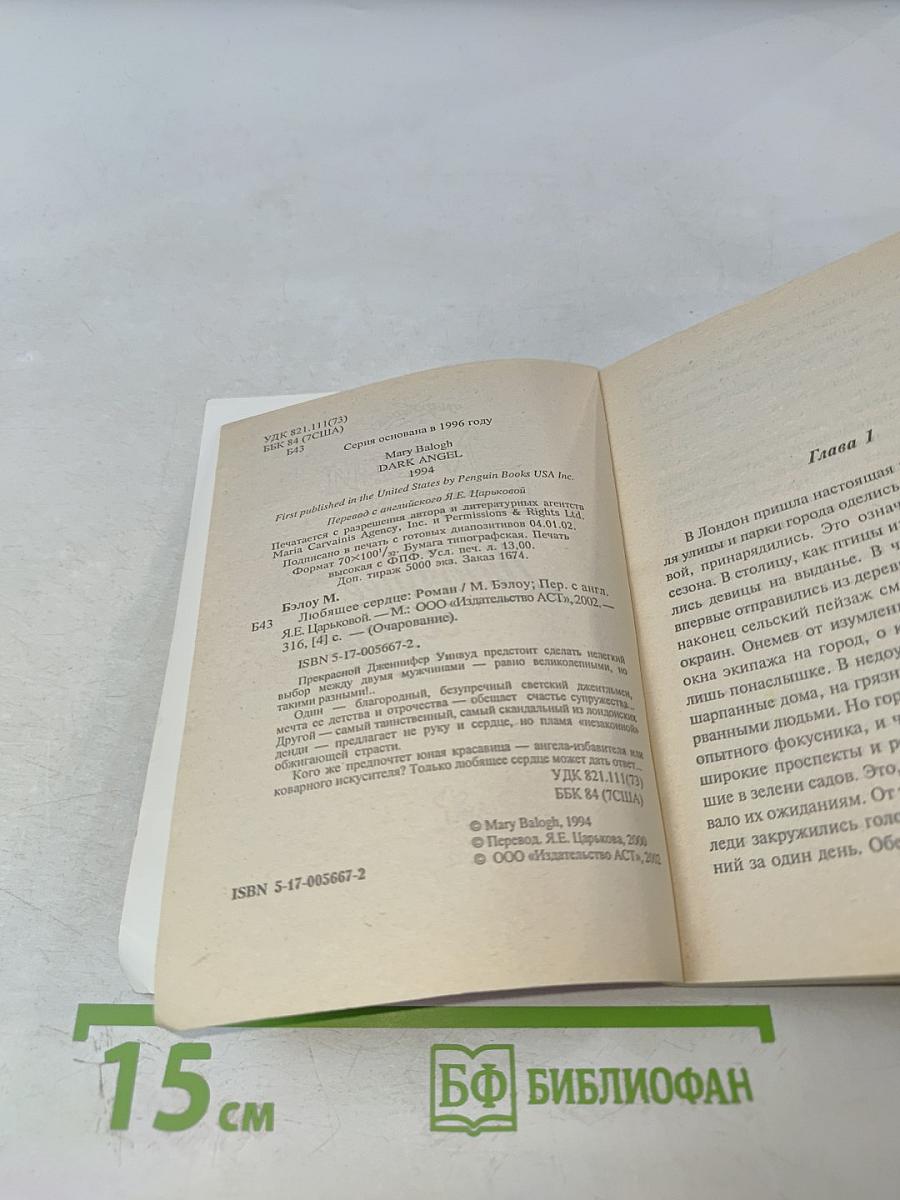 УДК 821.111(73)
ББК 84 (7США)
Б43
Серия основана в 1996 году
Mary Balogh
DARK ANGEL
1994
First published in the United States by Penguin Books USA Inc.
Перевод с английского Я.Е. Царьковой
Печатается с разрешения автора и литературных агентств
Maria Carvainis Agency, Inc. и Permissions & Rights Ltd.
Подписано в печать с готовых диапозитивов 04.01.02.
Формат 70×100 1/32. Бумага типографская. Печать
высокая с ФПФ. Усл. печ. л. 13,00.
Доп. тираж 5000 экз. Заказ 1674.
Бэлоу М.
Б43 Любящее сердце: Роман / М. Бэлоу; Пер. с англ.
Я.Е. Царьковой. — М.: ООО «Издательство АСТ», 2002. —
316, [4] с. — (Очарование).
ISBN 5-17-005667-2.
Прекрасной Дженнифер Уинвуд предстоит сделать нелегкий
выбор между двумя мужчинами — равно великолепными, но
такими разными!..
Один — благородный, безупречный светский джентльмен,
мечта ее детства и отрочества — обещает счастье супружества...
Другой — самый таинственный, самый скандальный из лондонских
денди — предлагает не руку и сердце, но пламя «незаконной»
обжигающей страсти.
Кого же предпочтет юная красавица — ангела-избавителя или
коварного искусителя? Только любящее сердце может дать ответ...
УДК 821.111(73)
ББК 84 (7США)
© Mary Balogh, 1994
© Перевод. Я.Е. Царькова, 2000
© ООО «Издательство АСТ», 2002
ISBN 5-17-005667-2
Глава 1
В Лондон пришла настоящая
ля улицы и парки города оделись
вой, принарядились. Это означ
сезона. В столицу, как птицы из
лись девицы на выданье. В ч
впервые отправились из дерев
наконец сельский пейзаж см
окраин. Онемев от изумлен
окна экипажа на город, о к
лишь понаслышке. В недоу
шарпанные дома, на грязн
рванными людьми. Но гор
опытного фокусника, и ч
широкие проспекты и р
шие в зелени садов. Это,
вало их ожиданиям. От
леди закружились голо
ний за один день. Обе
15 см
БФ БИБЛИОФАН